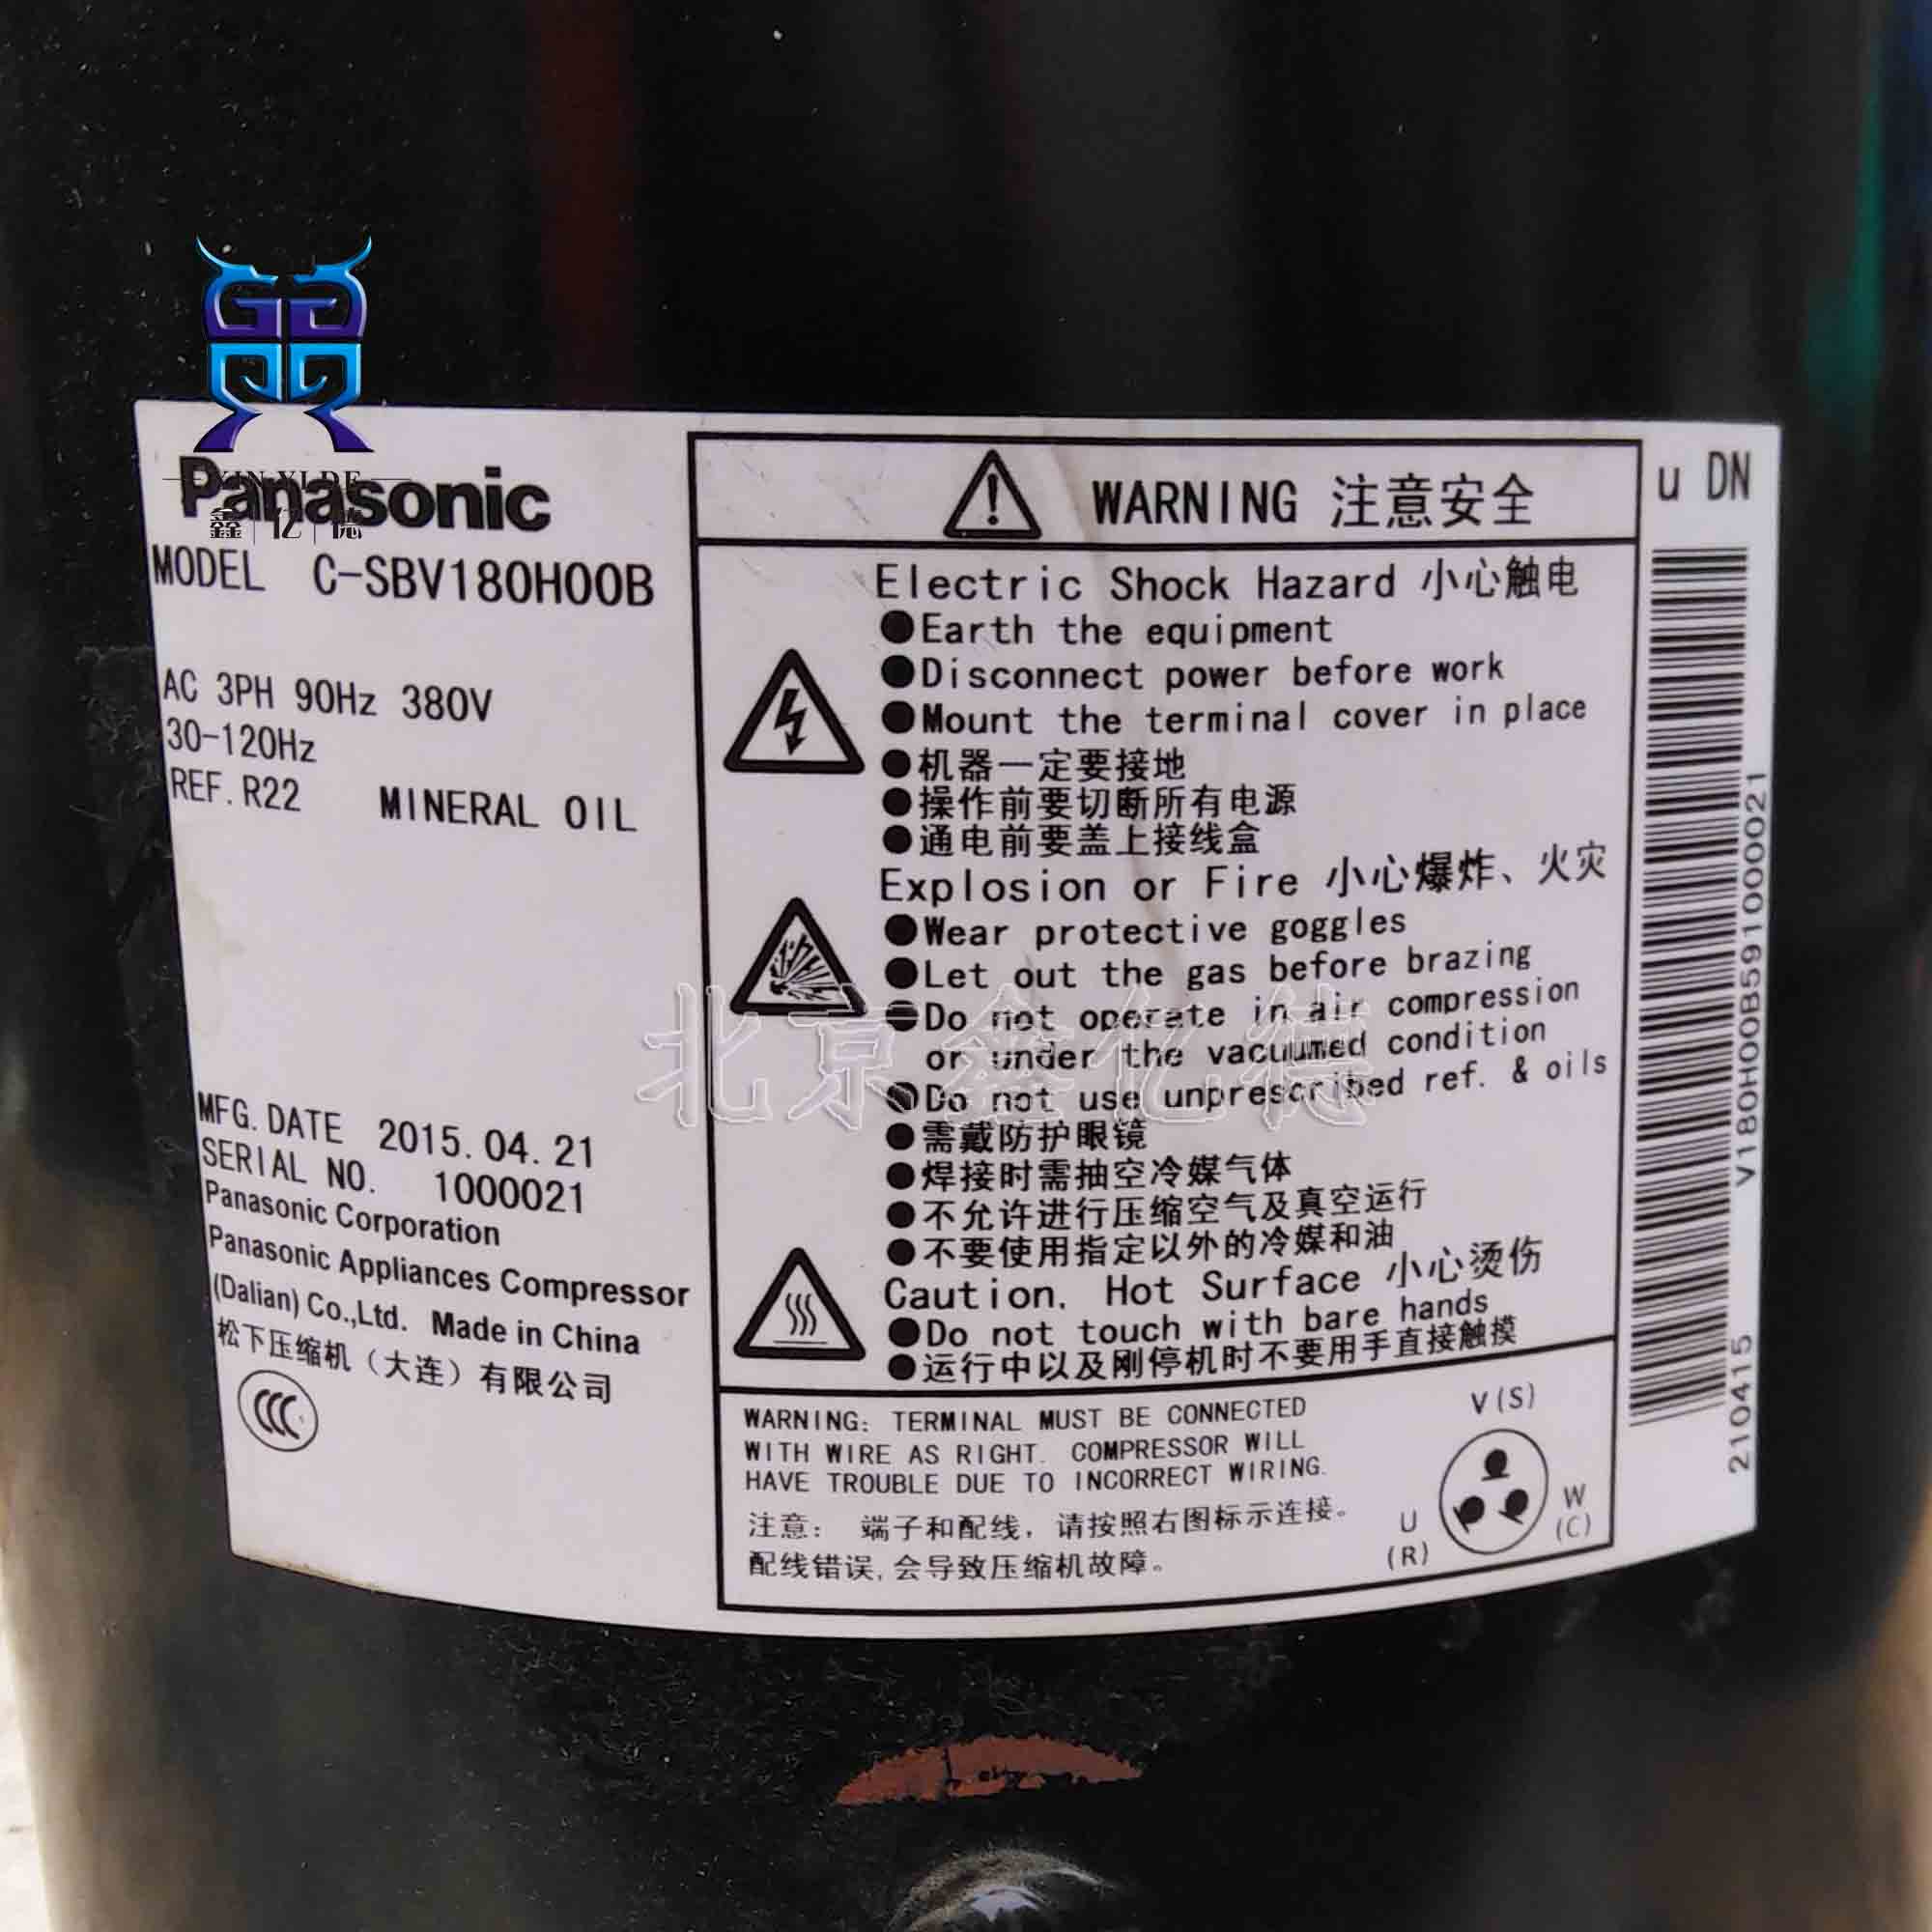 XIN YI DE
鑫 亿 德
Panasonic
MODEL C-SBV180H00B
AC 3PH 90Hz 380V
30-120Hz
REF. R22 MINERAL OIL
MFG. DATE 2015.04.21
SERIAL NO. 1000021
Panasonic Corporation
Panasonic Appliances Compressor
(Dalian) Co.,Ltd. Made in China
松下压缩机（大连）有限公司
WARNING 注意安全
Electric Shock Hazard 小心触电
●Earth the equipment
●Disconnect power before work
●Mount the terminal cover in place
●机器一定要接地
●操作前要切断所有电源
●通电前要盖上接线盒
Explosion or Fire 小心爆炸、火灾
●Wear protective goggles
●Let out the gas before brazing
●Do not operate in air compression
or under the vacuumed condition
●Do not use unprescribed ref. & oils
●需戴防护眼镜
●焊接时需抽空冷媒气体
●不允许进行压缩空气及真空运行
●不要使用指定以外的冷媒和油
Caution, Hot Surface 小心烫伤
●Do not touch with bare hands
●运行中以及刚停机时不要用手直接触摸
WARNING: TERMINAL MUST BE CONNECTED
WITH WIRE AS RIGHT. COMPRESSOR WILL
HAVE TROUBLE DUE TO INCORRECT WIRING.
注意： 端子和配线，请按照右图标示连接。
配线错误,会导致压缩机故障。
V(S)
U
(R)
W
(C)
u DN
V180H00B591000021
210415
北京鑫亿德